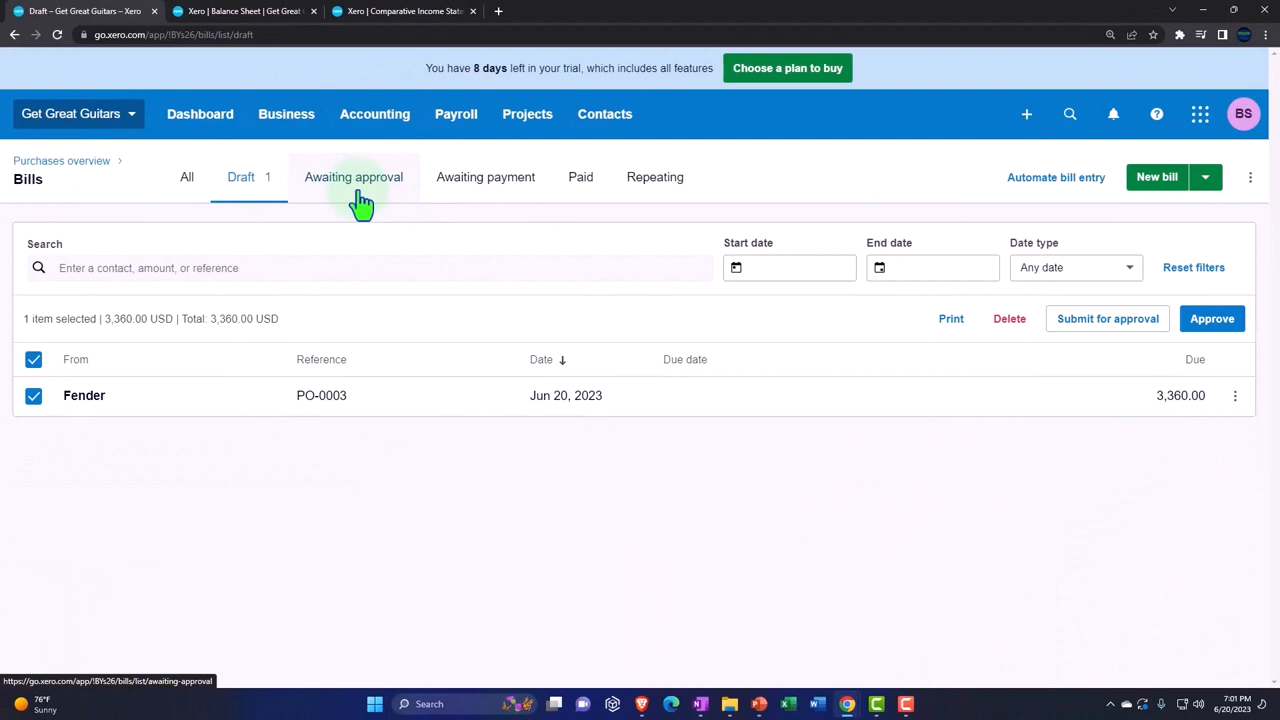 Draft – Get Great Guitars – Xero
Xero | Balance Sheet | Get Great
Xero | Comparative Income State
go.xero.com/app/!BYs26/bills/list/draft
You have 8 days left in your trial, which includes all features
Choose a plan to buy
Get Great Guitars
Dashboard
Business
Accounting
Payroll
Projects
Contacts
BS
Purchases overview
Bills
All
Draft 1
Awaiting approval
Awaiting payment
Paid
Repeating
Automate bill entry
New bill
Search
Enter a contact, amount, or reference
Start date
End date
Date type
Any date
Reset filters
1 item selected | 3,360.00 USD | Total: 3,360.00 USD
Print
Delete
Submit for approval
Approve
From
Reference
Date
Due date
Due
Fender
PO-0003
Jun 20, 2023
3,360.00
https://go.xero.com/app/!BYs26/bills/list/awaiting-approval
76°F
Sunny
Search
7:01 PM
6/20/2023